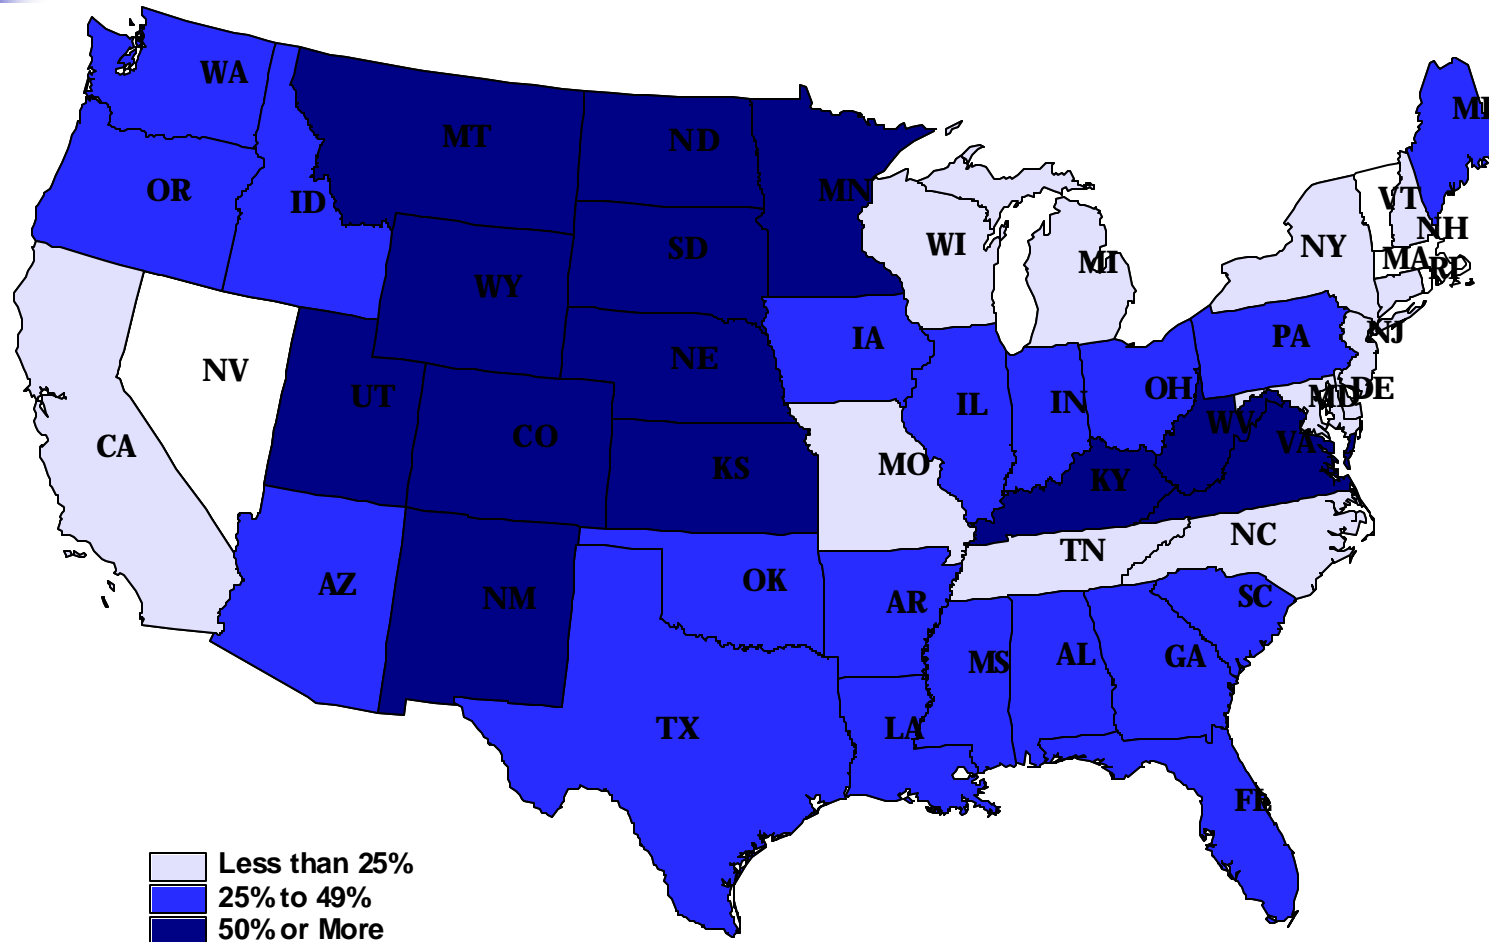 WA
ME
MT
ND
OR
ID
MN
VT
NH
WI
NY
SD
MI
MA
RI
WY
IA
PA
NJ
NV
NE
UT
OH
DE
MD
IL
IN
WV
CO
VA
CA
MO
KS
KY
NC
TN
AZ
OK
NM
AR
SC
MS
AL
GA
TX
LA
FL
Less than 25%
25% to 49%
50% or More